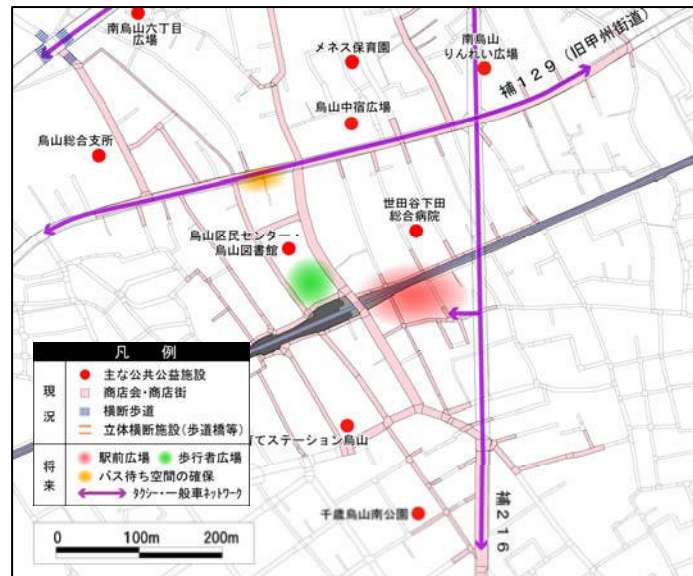 南烏山六丁目
広場
メネス保育園
南烏山
りんれい広場
補129(旧甲州街道)
烏山中宿広場
烏山総合支所
世田谷下田
総合病院
烏山区民センター・
烏山図書館
凡 例
現況
主な公共公益施設
商店会・商店街
横断歩道
立体横断施設(歩道橋等)
将来
駅前広場
歩行者広場
バス待ち空間の確保
タクシー・一般車ネットワーク
てステーション烏山
千歳烏山南公園
補216
0 100m 200m